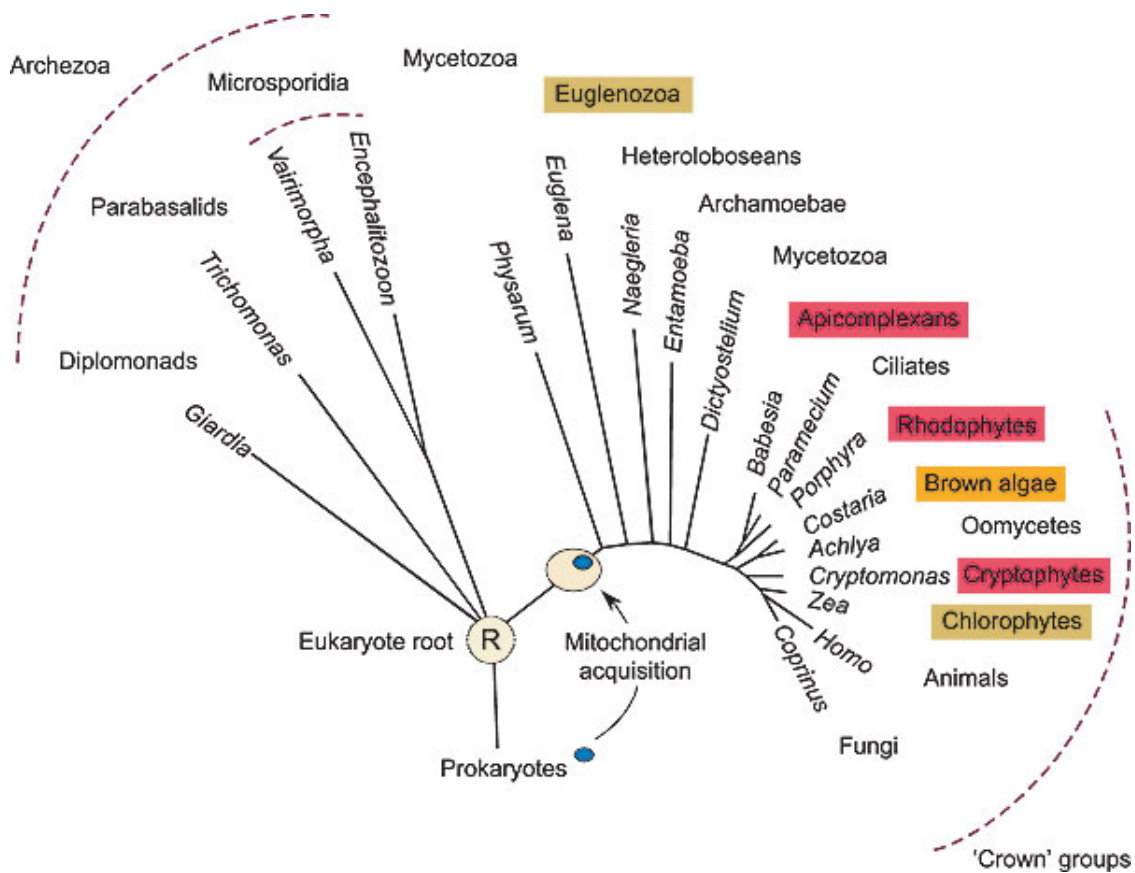 Archezoa
Mycetozoa
Microsporidia
Euglenozoa
Heteroloboseans
Archamoebae
Parabasalids
Mycetozoa
Apicomplexans
Diplomonads
Ciliates
Rhodophytes
Brown algae
Oomycetes
Cryptophytes
Chlorophytes
Animals
Fungi
'Crown' groups
Giardia
Trichomonas
Vairimorpha
Encephalitozoon
Physarum
Euglena
Naegleria
Entamoeba
Dictyostelium
Babesia
Paramecium
Porphyra
Costaria
Achlya
Cryptomonas
Zea
Homo
Coprinus
Eukaryote root
R
Mitochondrial
acquisition
Prokaryotes